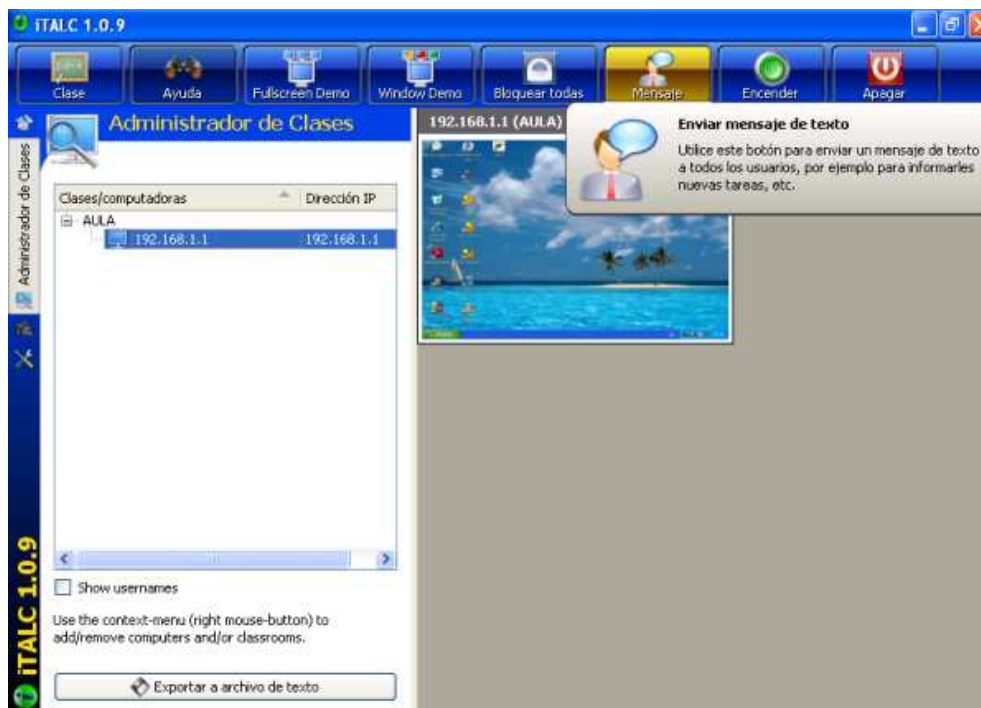 iTALC 1.0.9
Clase
Ayuda
Fullscreen Demo
Window Demo
Bloquear todas
Mensaje
Encender
Apagar
Administrador de Clases
Administrador de Clases
Clases/computadoras
Dirección IP
AULA
192.168.1.1
192.168.1.1
Show usernames
Use the context-menu (right mouse-button) to
add/remove computers and/or classrooms.
Exportar a archivo de texto
iTALC 1.0.9
192.168.1.1 (AULA)
Enviar mensaje de texto
Utilice este botón para enviar un mensaje de texto
a todos los usuarios, por ejemplo para informarles
nuevas tareas, etc.